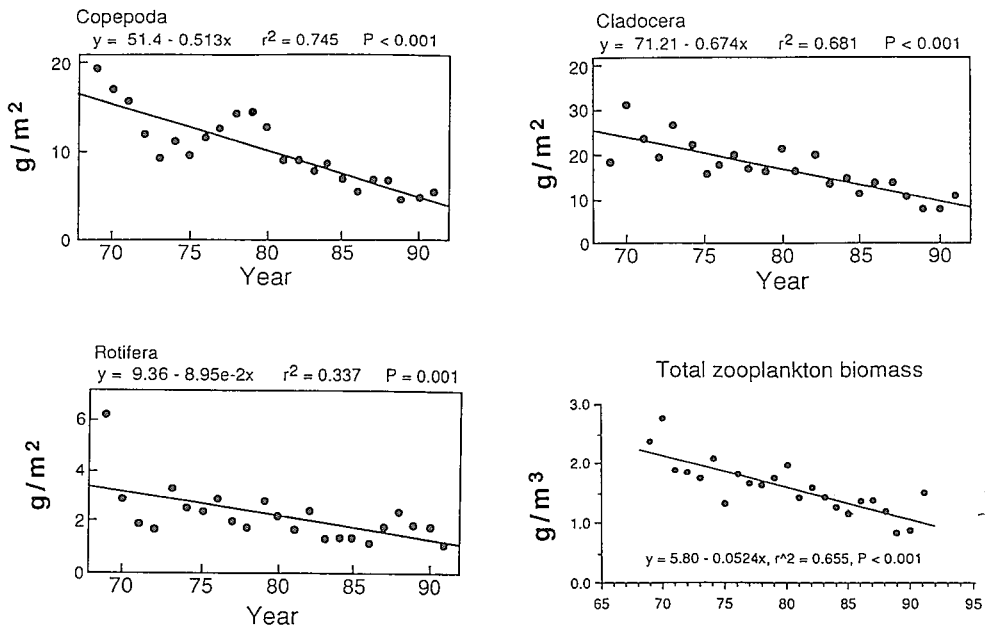 Copepoda
y = 51.4 - 0.513x r² = 0.745 P < 0.001
20
10
0
g/m²
70 75 80 85 90
Year
Cladocera
y = 71.21 - 0.674x r² = 0.681 P < 0.001
20
30
20
10
0
g/m²
70 75 80 85 90
Year
Rotifera
y = 9.36 - 8.95e-2x r² = 0.337 P = 0.001
6
4
2
0
g/m²
70 75 80 85 90
Year
Total zooplankton biomass
3.0
2.0
1.0
0.0
g/m³
y = 5.80 - 0.0524x, r^2 = 0.655, P < 0.001
65 70 75 80 85 90 95